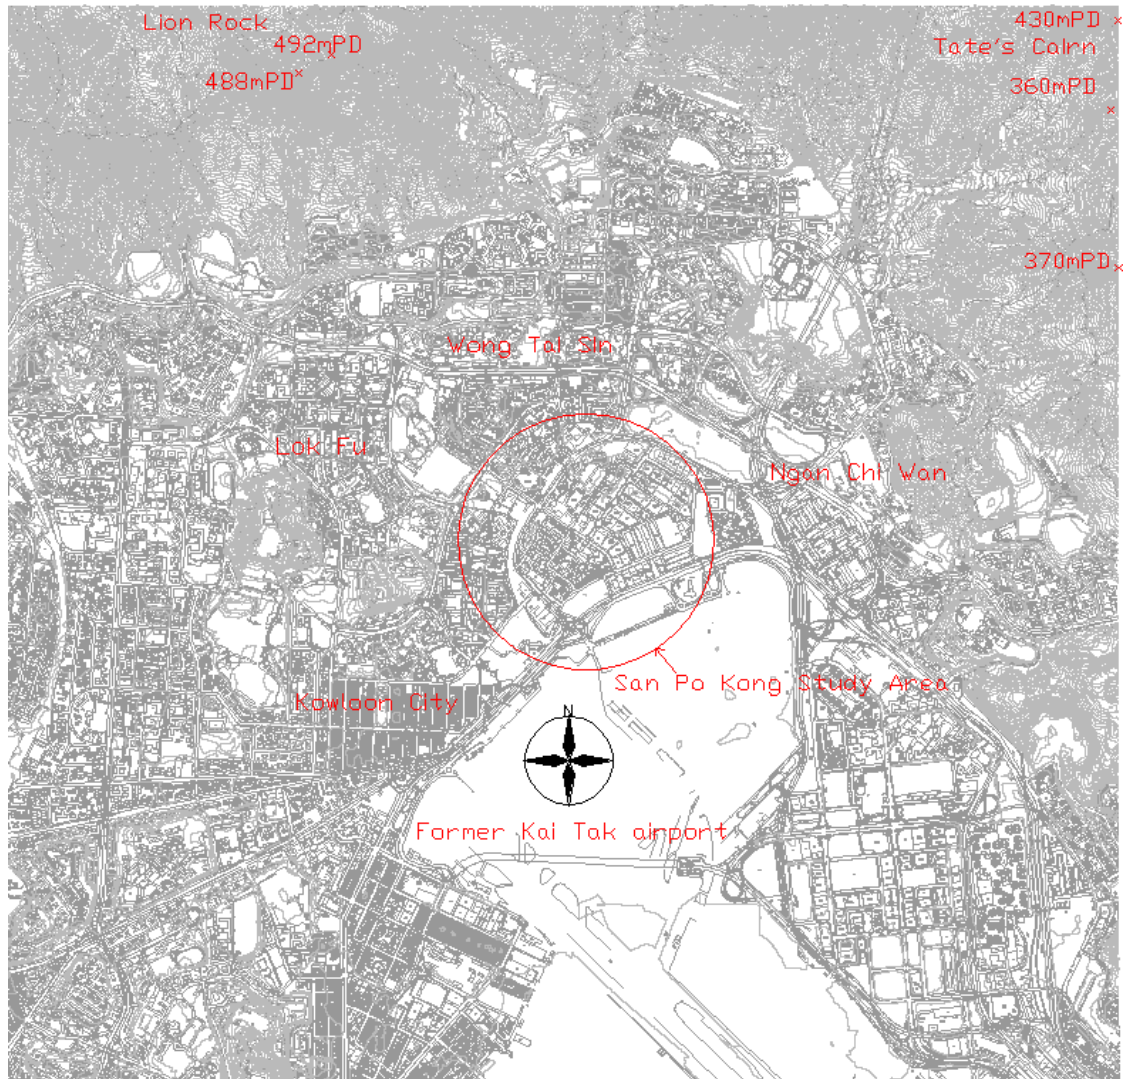 Lion Rock
492mPD
488mPD
430mPD
Tate's Cairn
360mPD
370mPD
Wong Tai Sin
Lok Fu
Ngan Chi Wan
San Po Kong Study Area
Kowloon City
N
Former Kai Tak airport